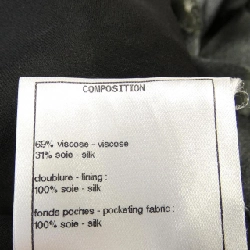 COMPOSITION
69% viscose - viscose
31% soie - silk
doublure - lining :
100% soie - silk
fonds poches - pocketing fabric :
100% soie - silk